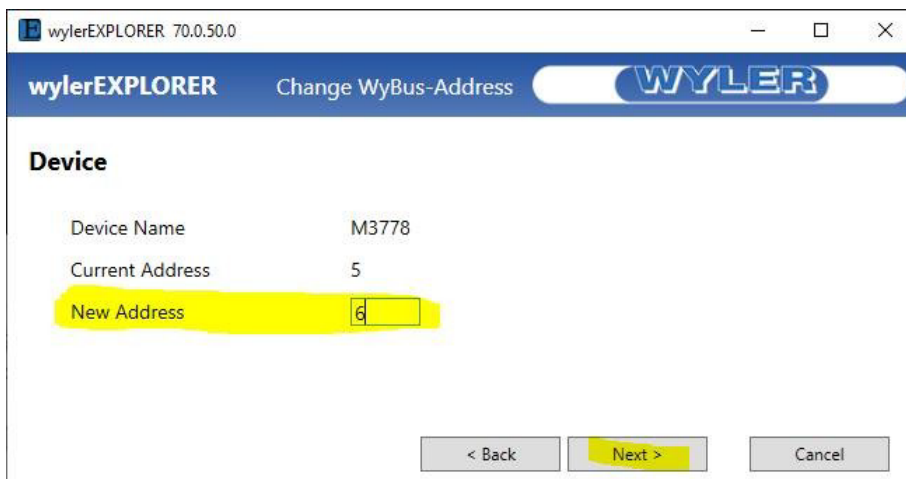 wylerEXPLORER 70.0.50.0
wylerEXPLORER Change WyBus-Address WYLER
Device
Device Name M3778
Current Address 5
New Address 6
< Back Next > Cancel